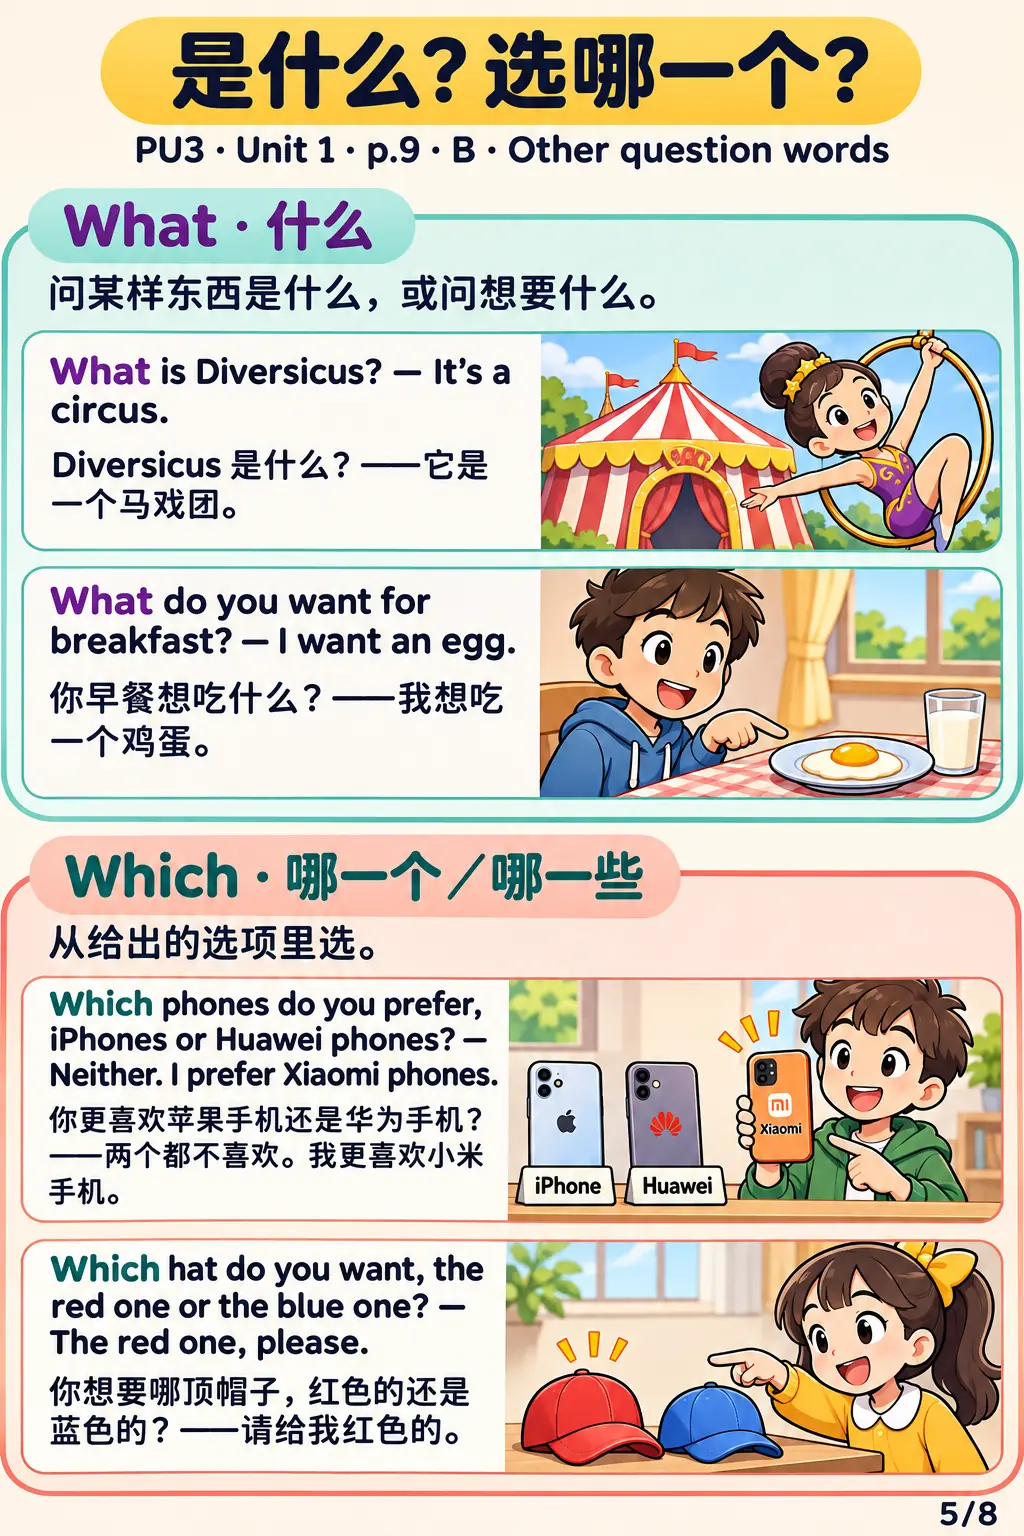 是什么？选哪一个？
PU3 · Unit 1 · p.9 · B · Other question words
What · 什么
问某样东西是什么，或问想要什么。
What is Diversicus? — It's a
circus.
Diversicus 是什么？——它是
一个马戏团。
What do you want for
breakfast? — I want an egg.
你早餐想吃什么？——我想吃
一个鸡蛋。
Which · 哪一个／哪一些
从给出的选项里选。
Which phones do you prefer,
iPhones or Huawei phones? —
Neither. I prefer Xiaomi phones.
你更喜欢苹果手机还是华为手机？
——两个都不喜欢。我更喜欢小米
手机。
iPhone
Huawei
mi
Xiaomi
Which hat do you want, the
red one or the blue one? —
The red one, please.
你想要哪顶帽子，红色的还是
蓝色的？——请给我红色的。
5/8